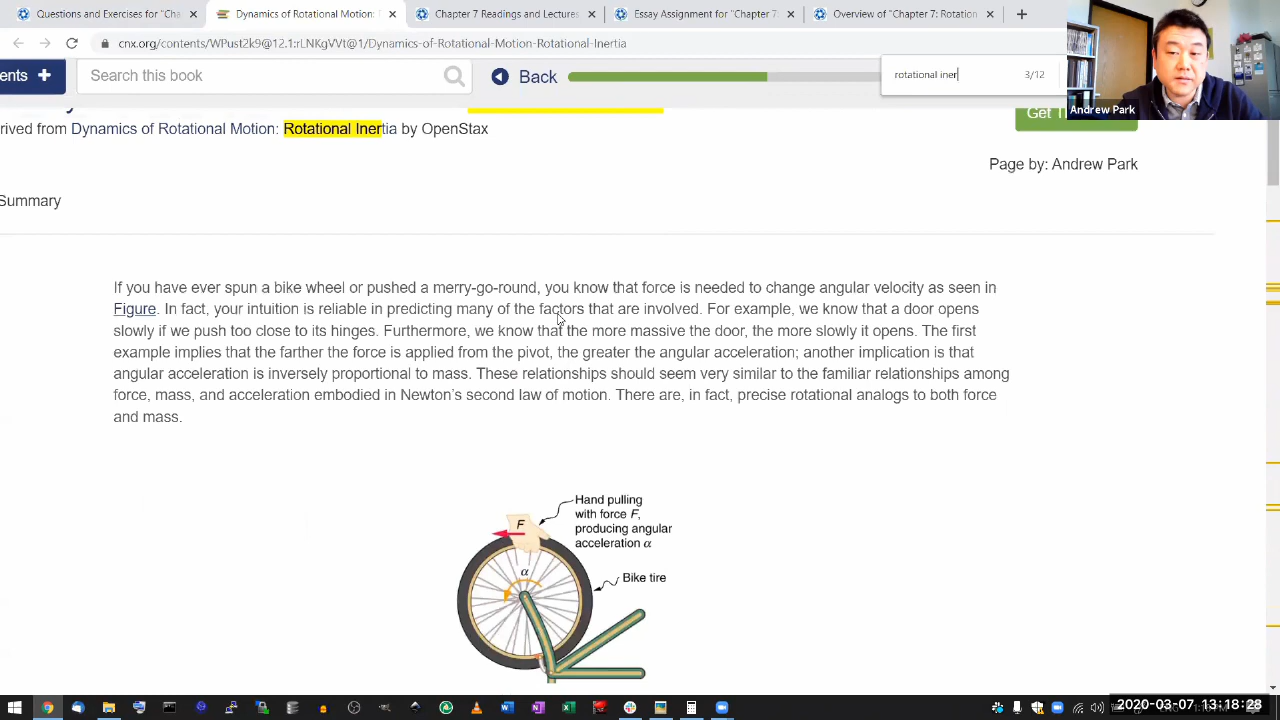 Questions and Exercises for "Cha
Dynamics of Rotational Motion
Chapter 7 Readings and Lectures
Essay Assignment for "Chapter 7:
Overview of "Chapter 7: Rotation
cnx.org/contents/WPust2k9@12.1:rLNKgVVt@1/Dynamics-of-Rotational-Motion-Rotational-Inertia
ents +
Search this book
Back
rotational iner
3/12
Andrew Park
rived from Dynamics of Rotational Motion: Rotational Inertia by OpenStax
Get
Page by: Andrew Park
Summary
If you have ever spun a bike wheel or pushed a merry-go-round, you know that force is needed to change angular velocity as seen in
Figure. In fact, your intuition is reliable in predicting many of the factors that are involved. For example, we know that a door opens
slowly if we push too close to its hinges. Furthermore, we know that the more massive the door, the more slowly it opens. The first
example implies that the farther the force is applied from the pivot, the greater the angular acceleration; another implication is that
angular acceleration is inversely proportional to mass. These relationships should seem very similar to the familiar relationships among
force, mass, and acceleration embodied in Newton's second law of motion. There are, in fact, precise rotational analogs to both force
and mass.
Hand pulling
with force F,
producing angular
acceleration α
F
α
Bike tire
2020-03-07 13:18:28